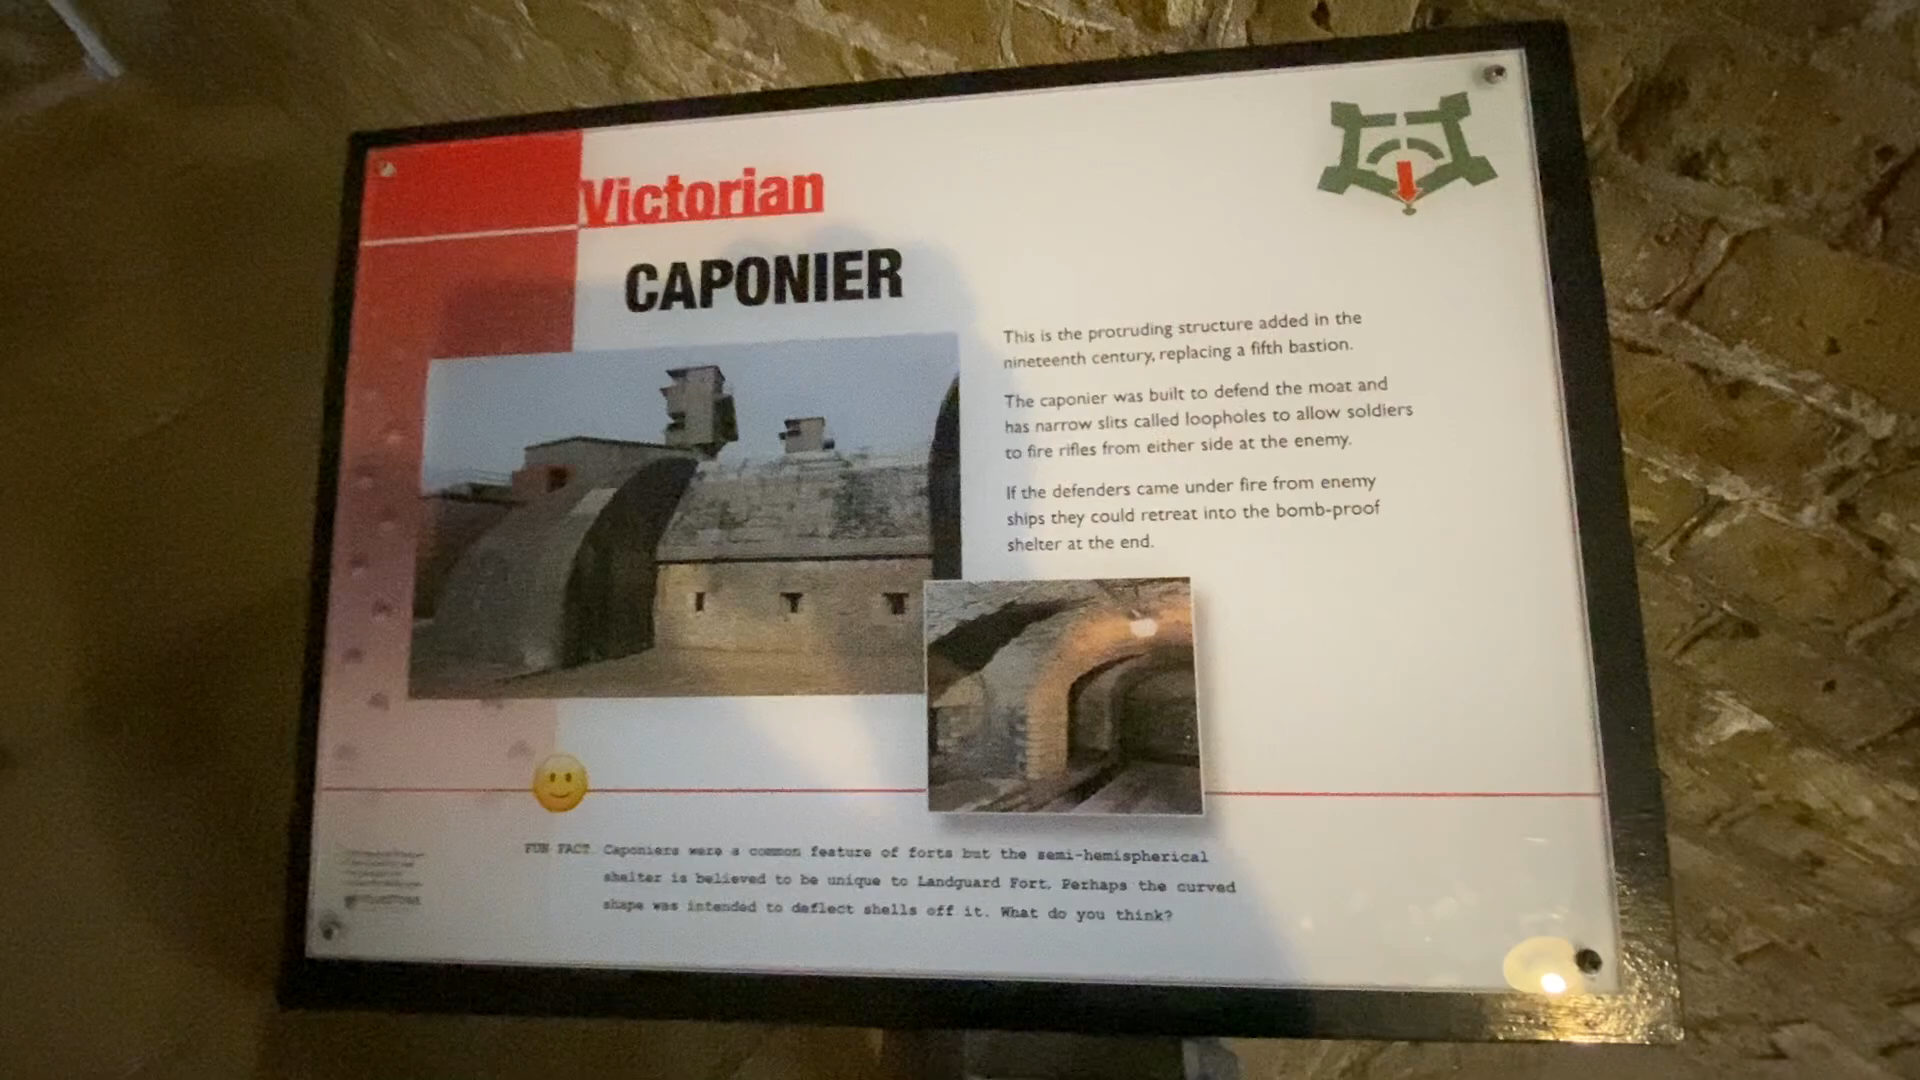 Victorian
CAPONIER
This is the protruding structure added in the
nineteenth century, replacing a fifth bastion.
The caponier was built to defend the moat and
has narrow slits called loopholes to allow soldiers
to fire rifles from either side at the enemy.
If the defenders came under fire from enemy
ships they could retreat into the bomb-proof
shelter at the end.
FUN FACT. Caponiers were a common feature of forts but the semi-hemispherical
shelter is believed to be unique to Landguard Fort. Perhaps the curved
shape was intended to deflect shells off it. What do you think?